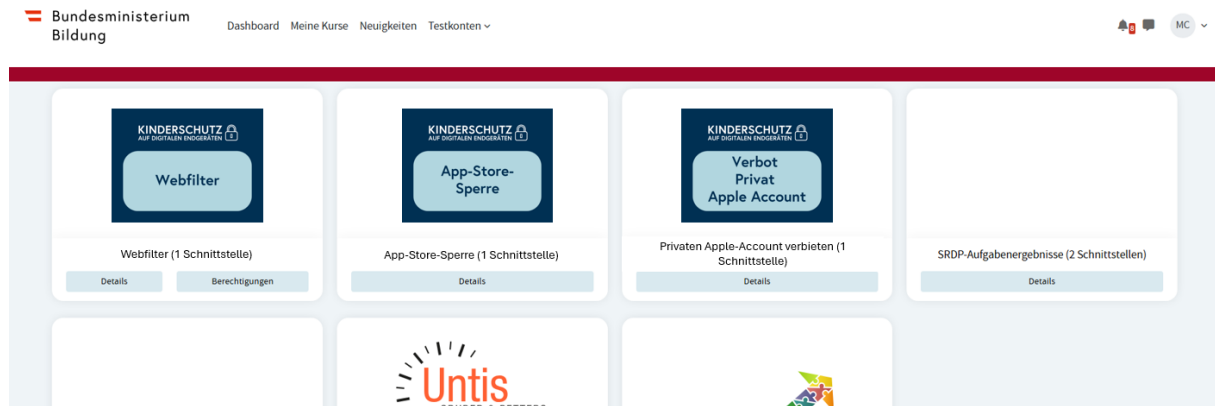 Bundesministerium
Bildung
Dashboard Meine Kurse Neuigkeiten Testkonten
8
MC
KINDERSCHUTZ
AUF DIGITALEN ENDGERÄTEN
Webfilter
KINDERSCHUTZ
AUF DIGITALEN ENDGERÄTEN
App-Store-
Sperre
KINDERSCHUTZ
AUF DIGITALEN ENDGERÄTEN
Verbot
Privat
Apple Account
Webfilter (1 Schnittstelle)
Details Berechtigungen
App-Store-Sperre (1 Schnittstelle)
Details
Privaten Apple-Account verbieten (1
Schnittstelle)
Details
SRDP-Aufgabenergebnisse (2 Schnittstellen)
Details
Untis